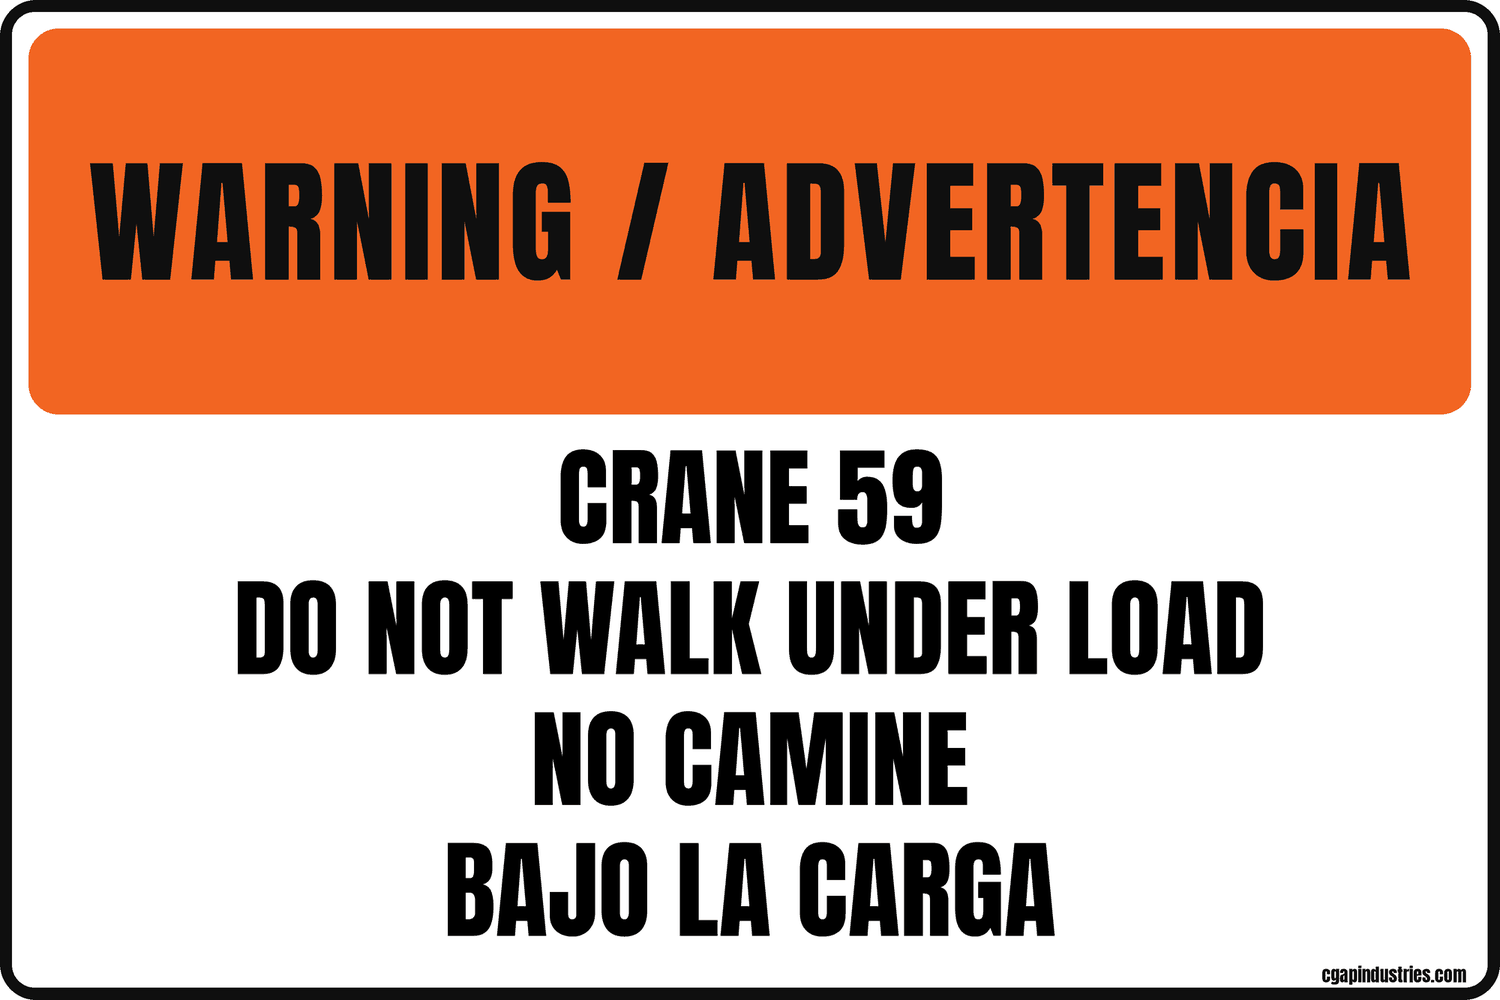 WARNING / ADVERTENCIA
CRANE 59
DO NOT WALK UNDER LOAD
NO CAMINE
BAJO LA CARGA
cgapindustries.com